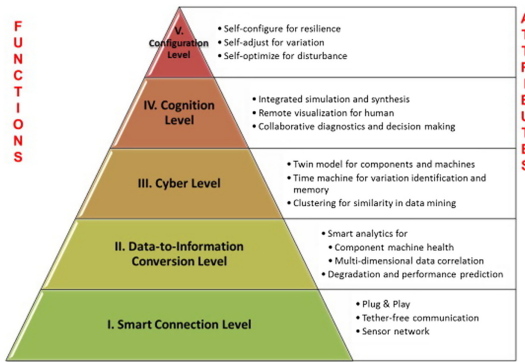 FUNCTIONS
ATTRIBUTES
V.
Configuration
Level
• Self-configure for resilience
• Self-adjust for variation
• Self-optimize for disturbance
IV. Cognition
Level
• Integrated simulation and synthesis
• Remote visualization for human
• Collaborative diagnostics and decision making
III. Cyber Level
• Twin model for components and machines
• Time machine for variation identification and
memory
• Clustering for similarity in data mining
II. Data-to-Information
Conversion Level
• Smart analytics for
• Component machine health
• Multi-dimensional data correlation
• Degradation and performance prediction
I. Smart Connection Level
• Plug & Play
• Tether-free communication
• Sensor network